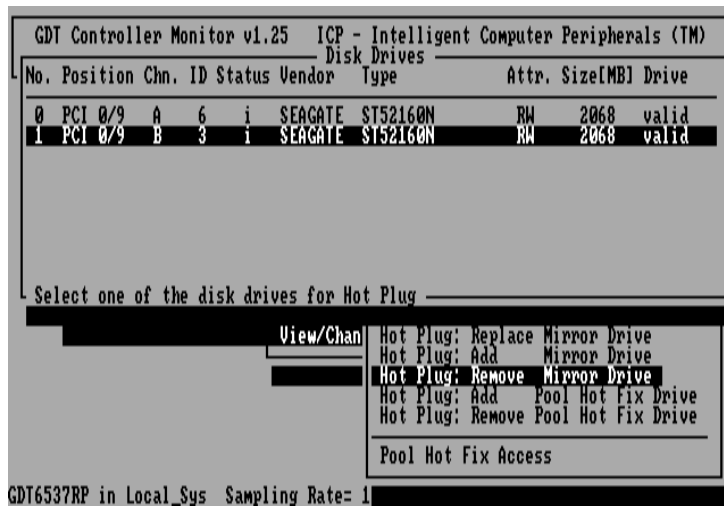 GDT Controller Monitor v1.25 ICP - Intelligent Computer Peripherals (TM)
Disk Drives
No. Position Chn. ID Status Vendor Type Attr. Size[MB] Drive
0 PCI 0/9 A 6 i SEAGATE ST52160N RW 2068 valid
1 PCI 0/9 B 3 i SEAGATE ST52160N RW 2068 valid
Select one of the disk drives for Hot Plug
View/Chan
Hot Plug: Replace Mirror Drive
Hot Plug: Add Mirror Drive
Hot Plug: Remove Mirror Drive
Hot Plug: Add Pool Hot Fix Drive
Hot Plug: Remove Pool Hot Fix Drive
Pool Hot Fix Access
GDT6537RP in Local_Sys Sampling Rate= 1